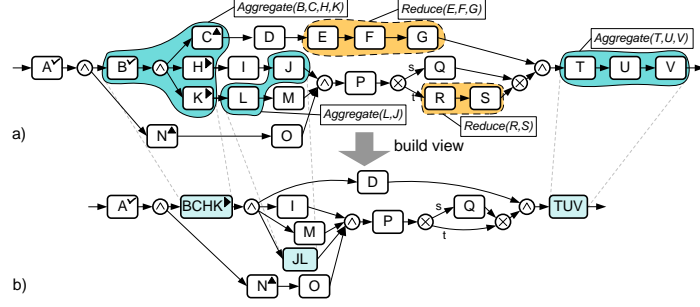 Aggregate(B,C,H,K)
Reduce(E,F,G)
C D E F G
Aggregate(T,U,V)
A B H I J P s Q T U V
K L M t R S
N O
Aggregate(L,J)
Reduce(R,S)
a)
build view
D
A BCHK I P s Q TUV
M t
JL
N O
b)